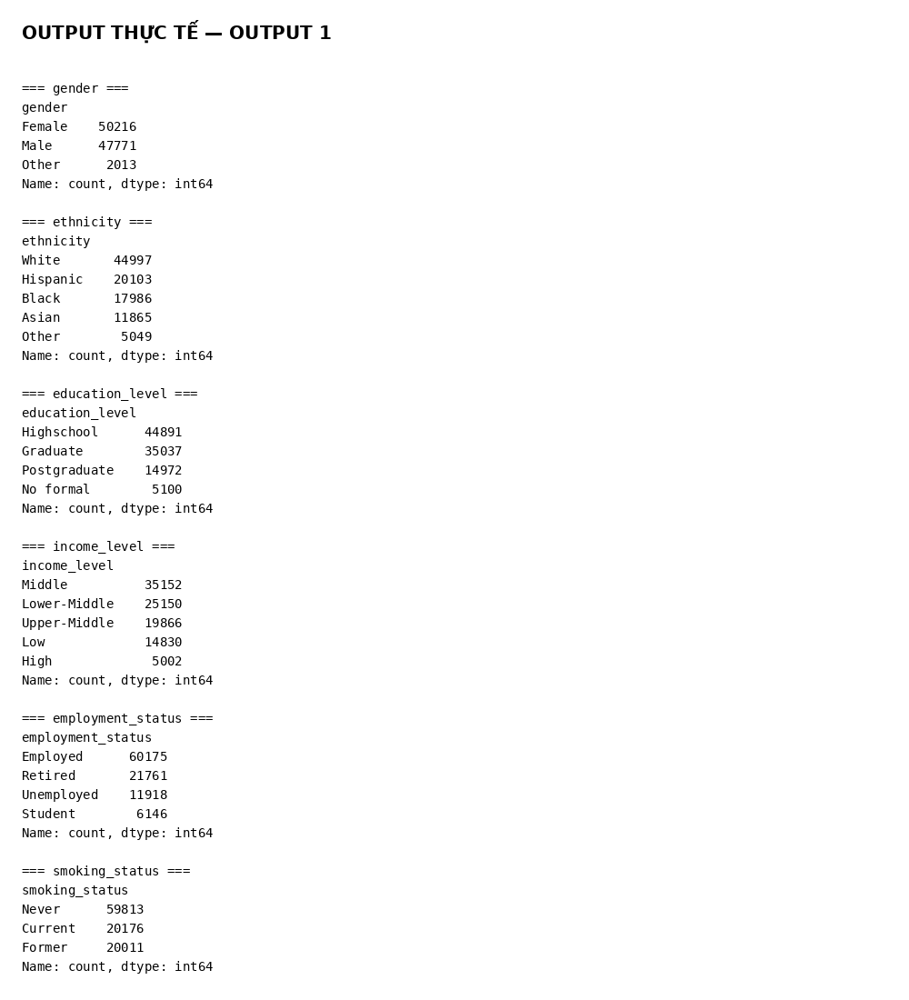 OUTPUT THỰC TẾ — OUTPUT 1
=== gender ===
gender
Female    50216
Male      47771
Other      2013
Name: count, dtype: int64
=== ethnicity ===
ethnicity
White       44997
Hispanic    20103
Black       17986
Asian       11865
Other        5049
Name: count, dtype: int64
=== education_level ===
education_level
Highschool      44891
Graduate        35037
Postgraduate    14972
No formal        5100
Name: count, dtype: int64
=== income_level ===
income_level
Middle          35152
Lower-Middle    25150
Upper-Middle    19866
Low             14830
High             5002
Name: count, dtype: int64
=== employment_status ===
employment_status
Employed      60175
Retired       21761
Unemployed    11918
Student        6146
Name: count, dtype: int64
=== smoking_status ===
smoking_status
Never      59813
Current    20176
Former     20011
Name: count, dtype: int64